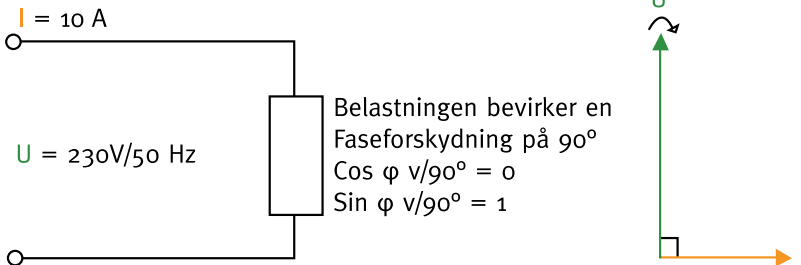 I = 10 A
U = 230V/50 Hz
Belastningen bevirker en
Faseforskydning på 90°
Cos φ v/90° = 0
Sin φ v/90° = 1
U